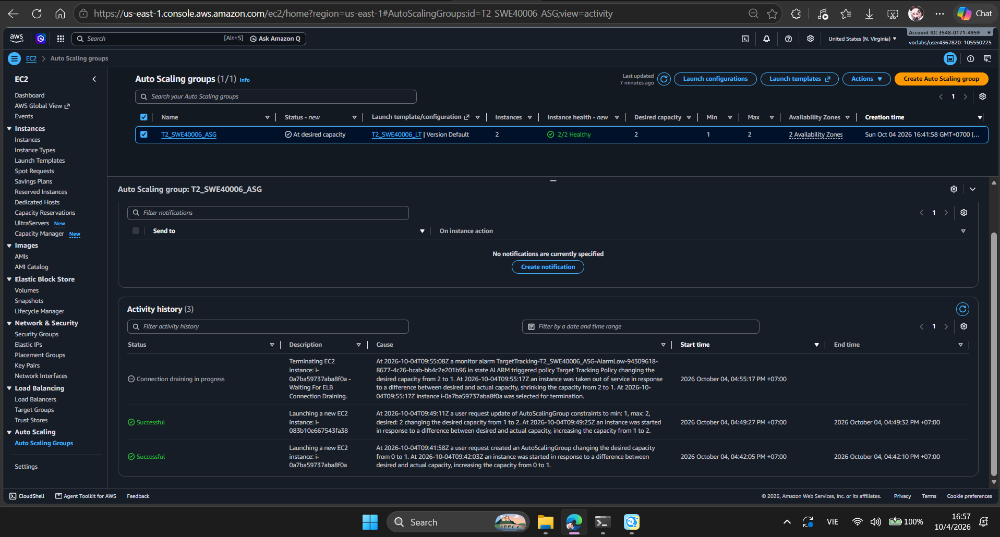 https://us-east-1.console.aws.amazon.com/ec2/home?region=us-east-1#AutoScalingGroups:id=T2_SWE40006_ASG;view=activity
Chat
aws
Search
[Alt+S]
Ask Amazon Q
United States (N. Virginia)
Account ID: 3548-0171-4959
voclabs/user4367820=105550225
EC2
Auto Scaling groups
EC2
Dashboard
AWS Global View
Events
Instances
Instances
Instance Types
Launch Templates
Spot Requests
Savings Plans
Reserved Instances
Dedicated Hosts
Capacity Reservations
UltraServers New
Capacity Manager New
Images
AMIs
AMI Catalog
Elastic Block Store
Volumes
Snapshots
Lifecycle Manager
Network & Security
Security Groups
Elastic IPs
Placement Groups
Key Pairs
Network Interfaces
Load Balancing
Load Balancers
Target Groups
Trust Stores
Auto Scaling
Auto Scaling Groups
Settings
Auto Scaling groups (1/1) Info
Last updated
7 minutes ago
Launch configurations
Launch templates
Actions
Create Auto Scaling group
Search your Auto Scaling groups
1
Name
Status - new
Launch template/configuration
Instances
Instance health - new
Desired capacity
Min
Max
Availability Zones
Creation time
T2_SWE40006_ASG
At desired capacity
T2_SWE40006_LT | Version Default
2
2/2 Healthy
2
1
2
2 Availability Zones
Sun Oct 04 2026 16:41:58 GMT+0700 (...
Auto Scaling group: T2_SWE40006_ASG
Filter notifications
1
Send to
On instance action
No notifications are currently specified
Create notification
Activity history (3)
Filter activity history
Filter by a date and time range
1
Status
Description
Cause
Start time
End time
Connection draining in progress
Terminating EC2
instance: i-
0a7ba59737aba8f0a -
Waiting For ELB
Connection Draining.
At 2026-10-04T09:55:08Z a monitor alarm TargetTracking-T2_SWE40006_ASG-AlarmLow-94309618-
8677-4c26-bcab-bb4c2e201b96 in state ALARM triggered policy Target Tracking Policy changing the
desired capacity from 2 to 1. At 2026-10-04T09:55:17Z an instance was taken out of service in response
to a difference between desired and actual capacity, shrinking the capacity from 2 to 1. At 2026-10-
04T09:55:17Z instance i-0a7ba59737aba8f0a was selected for termination.
2026 October 04, 04:55:17 PM +07:00
Successful
Launching a new EC2
instance: i-
083b10e667543fa38
At 2026-10-04T09:49:11Z a user request update of AutoScalingGroup constraints to min: 1, max: 2,
desired: 2 changing the desired capacity from 1 to 2. At 2026-10-04T09:49:25Z an instance was started
in response to a difference between desired and actual capacity, increasing the capacity from 1 to 2.
2026 October 04, 04:49:27 PM +07:00
2026 October 04, 04:49:32 PM +07:00
Successful
Launching a new EC2
instance: i-
0a7ba59737aba8f0a
At 2026-10-04T09:41:58Z a user request created an AutoScalingGroup changing the desired capacity
from 0 to 1. At 2026-10-04T09:42:03Z an instance was started in response to a difference between
desired and actual capacity, increasing the capacity from 0 to 1.
2026 October 04, 04:42:05 PM +07:00
2026 October 04, 04:42:10 PM +07:00
CloudShell
Agent Toolkit for AWS
Feedback
© 2026, Amazon Web Services, Inc. or its affiliates.
Privacy
Terms
Cookie preferences
Search
VIE
100%
16:57
10/4/2026